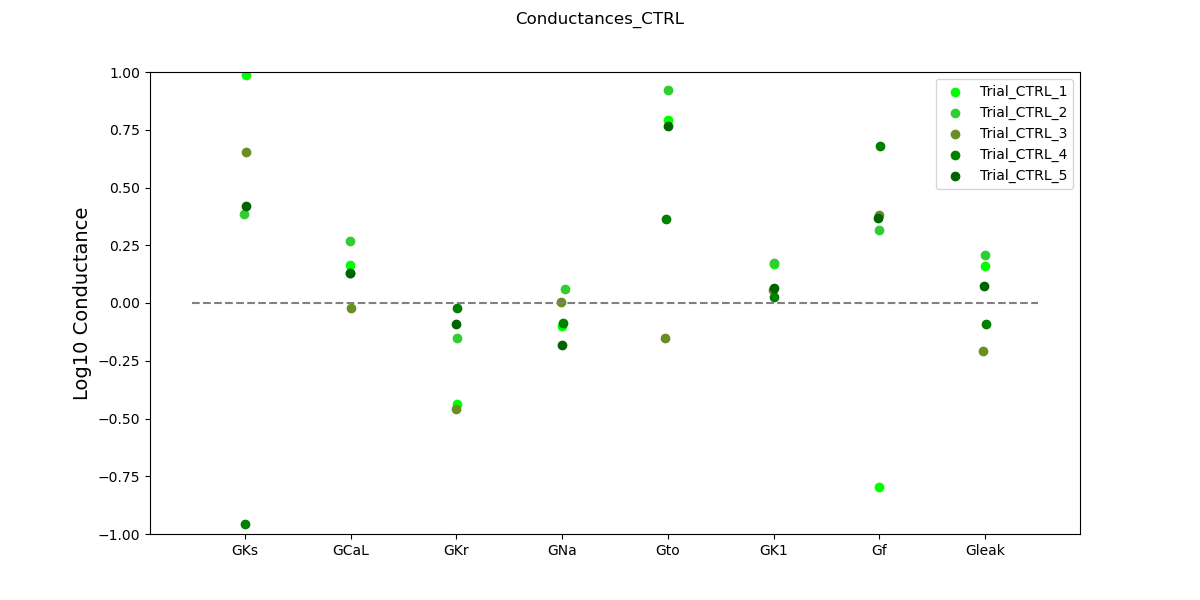 Conductances_CTRL
Log10 Conductance
1.00
0.75
0.50
0.25
0.00
−0.25
−0.50
−0.75
−1.00
Trial_CTRL_1
Trial_CTRL_2
Trial_CTRL_3
Trial_CTRL_4
Trial_CTRL_5
GKs GCaL GKr GNa Gto GK1 Gf Gleak